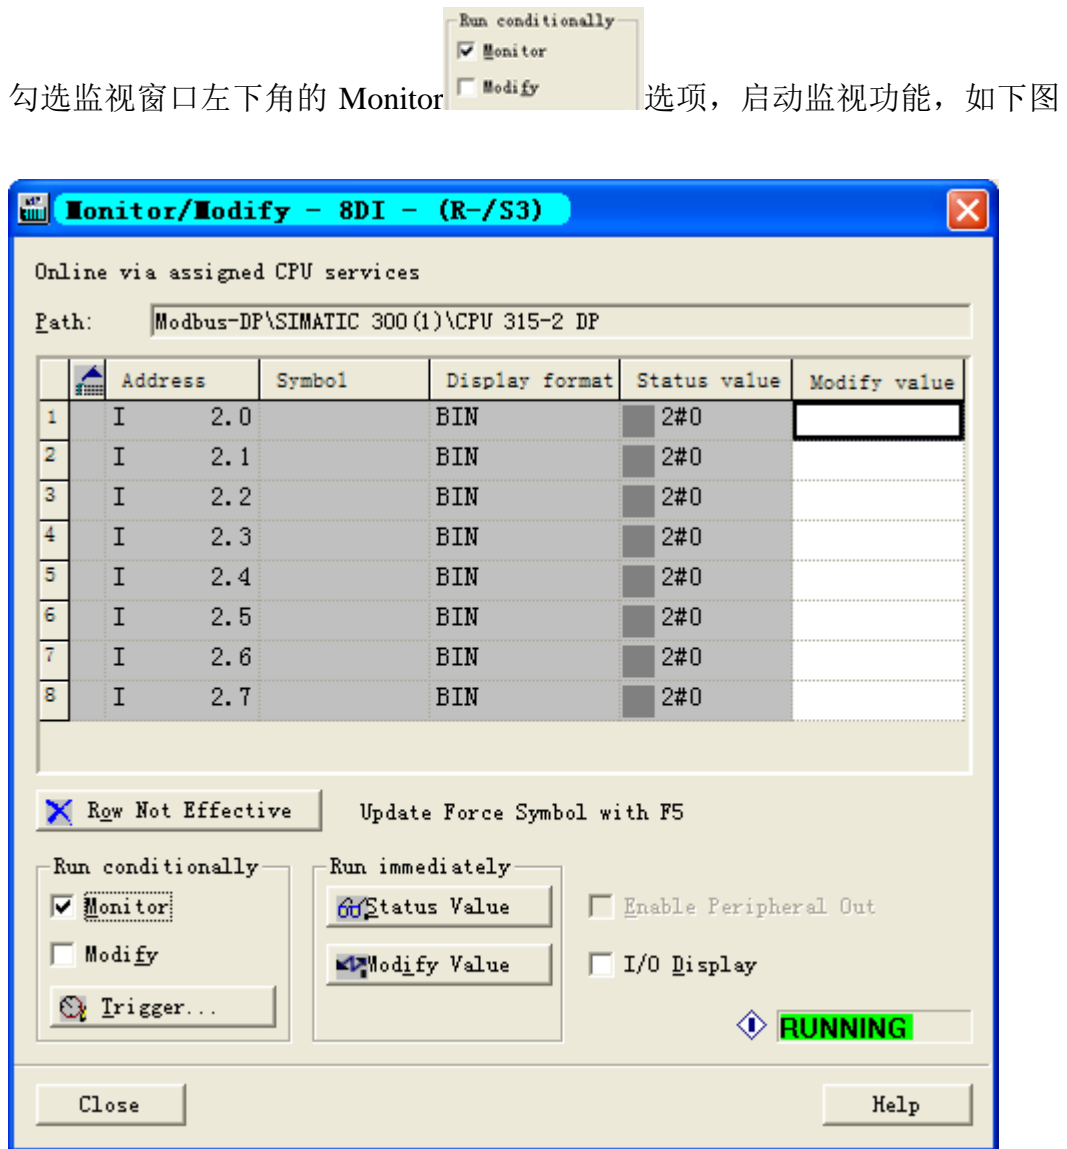 Run conditionally
Monitor
Modify
勾选监视窗口左下角的 Monitor 选项，启动监视功能，如下图
Monitor/Modify - 8DI - (R-/S3)
Online via assigned CPU services
Path: Modbus-DP\SIMATIC 300(1)\CPU 315-2 DP
Address Symbol Display format Status value Modify value
1 I 2.0 BIN 2#0
2 I 2.1 BIN 2#0
3 I 2.2 BIN 2#0
4 I 2.3 BIN 2#0
5 I 2.4 BIN 2#0
6 I 2.5 BIN 2#0
7 I 2.6 BIN 2#0
8 I 2.7 BIN 2#0
Row Not Effective Update Force Symbol with F5
Run conditionally Run immediately
Monitor Status Value Enable Peripheral Out
Modify Modify Value I/O Display
Trigger...
RUNNING
Close Help